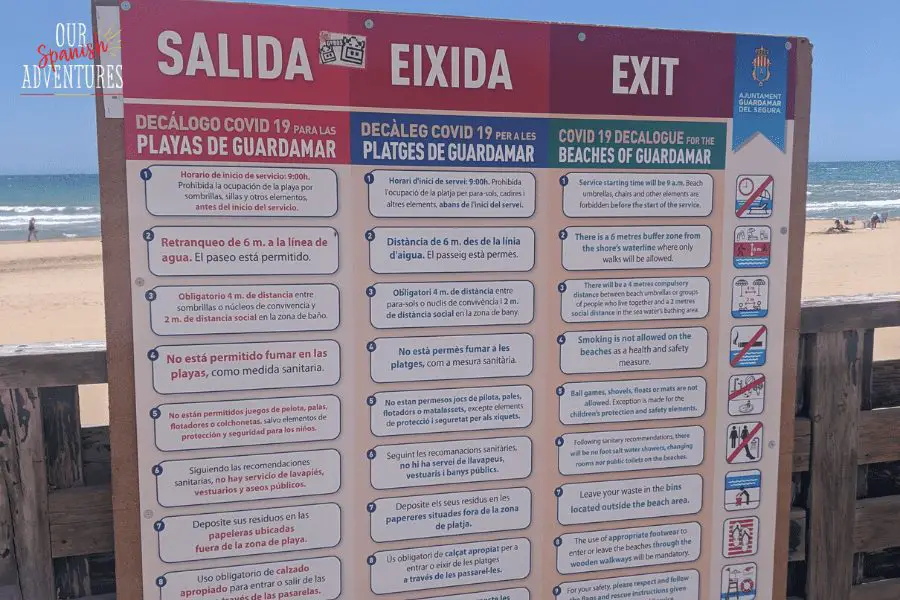 OUR
Spanish
ADVENTURES
SALIDA
EIXIDA
EXIT
AJUNTAMENT
GUARDAMAR
DEL SEGURA
DECÁLOGO COVID 19 PARA LAS
PLAYAS DE GUARDAMAR
1
Horario de inicio de servicio: 9:00h.
Prohibida la ocupación de la playa por
sombrillas, sillas y otros elementos,
antes del inicio del servicio.
2
Retranqueo de 6 m. a la línea de
agua. El paseo está permitido.
3
Obligatorio 4 m. de distancia entre
sombrillas o núcleos de convivencia y
2 m. de distancia social en la zona de baño.
4
No está permitido fumar en las
playas, como medida sanitaria.
5
No están permitidos juegos de pelota, palas,
flotadores o colchonetas, salvo elementos de
protección y seguridad para los niños.
6
Siguiendo las recomendaciones
sanitarias, no hay servicio de lavapiés,
vestuarios y aseos públicos.
7
Deposite sus residuos en las
papeleras ubicadas
fuera de la zona de playa.
8
Uso obligatorio de calzado
apropiado para entrar o salir de las
a través de las pasarelas.
DECÀLEG COVID 19 PER A LES
PLATGES DE GUARDAMAR
1
Horari d'inici de servei: 9:00h. Prohibida
l'ocupació de la platja per para-sols, cadires i
altres elements, abans de l'inici del servei.
2
Distància de 6 m. des de la línia
d'aigua. El passeig està permès.
3
Obligatori 4 m. de distància entre
para-sols o nuclis de convivència i 2 m.
de distància social en la zona de bany.
4
No està permès fumar a les
platges, com a mesura sanitària.
5
No estan permesos jocs de pilota, pales,
flotadors o matalassets, excepte elements
de protecció i seguretat per als xiquets.
6
Seguint les recomanacions sanitàries,
no hi ha servei de llavapeus,
vestuaris i banys públics.
7
Deposite els seus residus en les
papereres situades fora de la zona
de platja.
8
Ús obligatori de calçat apropiat per a
entrar o eixir de les platges
a través de les passarel·les.
COVID 19 DECALOGUE FOR THE
BEACHES OF GUARDAMAR
1
Service starting time will be 9 a.m. Beach
umbrellas, chairs and other elements are
forbidden before the start of the service.
2
There is a 6 metres buffer zone from
the shore's waterline where only
walks will be allowed.
3
There will be a 4 metres compulsory
distance between beach umbrellas or groups
of people who live together and a 2 metres
social distance in the sea water's bathing area.
4
Smoking is not allowed on the
beaches as a health and safety
measure.
5
Ball games, shovels, floats or mats are not
allowed. Exception is made for the
children's protection and safety elements.
6
Following sanitary recommendations, there
will be no foot salt water showers, changing
rooms nor public toilets on the beaches.
7
Leave your waste in the bins
located outside the beach area.
8
The use of appropriate footwear to
enter or leave the beaches through the
wooden walkways will be mandatory.
9
For your safety, please respect and follow
the flags and rescue instructions given